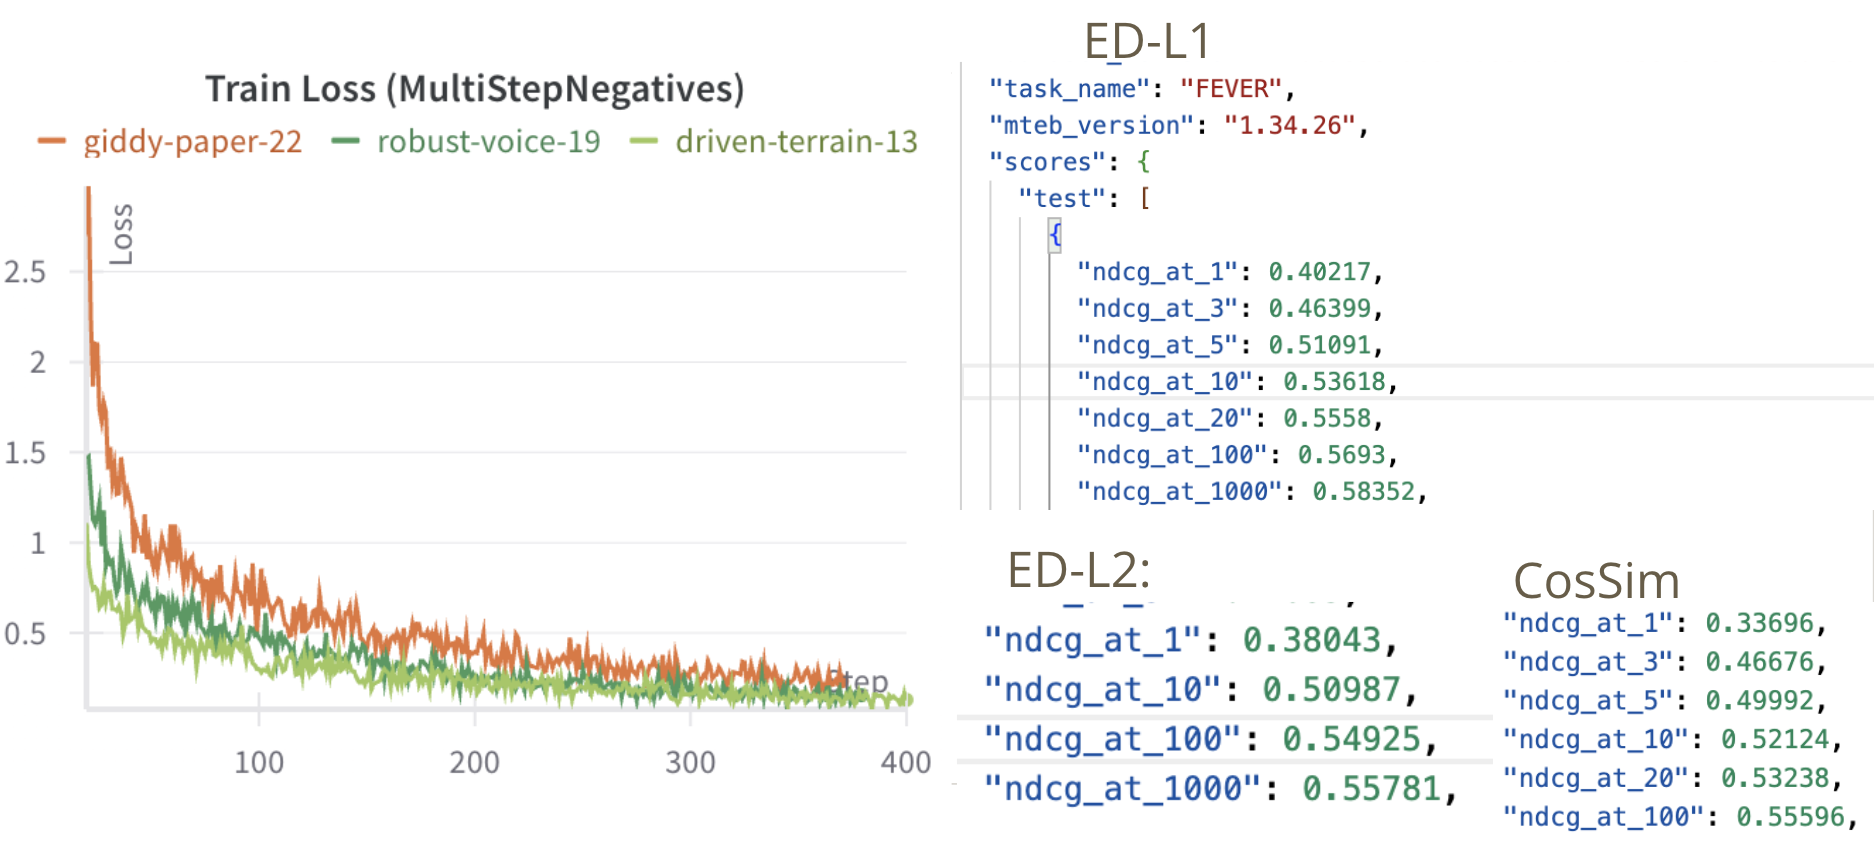 Train Loss (MultiStepNegatives)
giddy-paper-22 robust-voice-19 driven-terrain-13
Loss
2.5
2
1.5
1
0.5
Step
100 200 300 400
ED-L1
"task_name": "FEVER",
"mteb_version": "1.34.26",
"scores": {
"test": [
{
"ndcg_at_1": 0.40217,
"ndcg_at_3": 0.46399,
"ndcg_at_5": 0.51091,
"ndcg_at_10": 0.53618,
"ndcg_at_20": 0.5558,
"ndcg_at_100": 0.5693,
"ndcg_at_1000": 0.58352,
ED-L2:
"ndcg_at_1": 0.38043,
"ndcg_at_10": 0.50987,
"ndcg_at_100": 0.54925,
"ndcg_at_1000": 0.55781,
CosSim
"ndcg_at_1": 0.33696,
"ndcg_at_3": 0.46676,
"ndcg_at_5": 0.49992,
"ndcg_at_10": 0.52124,
"ndcg_at_20": 0.53238,
"ndcg_at_100": 0.55596,